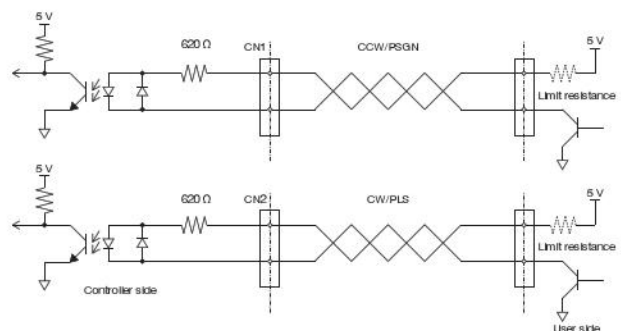 5 V
620 Ω
CN1
CCW/PSGN
5 V
Limit resistance
5 V
620 Ω
CN2
CW/PLS
5 V
Limit resistance
Controller side
User side